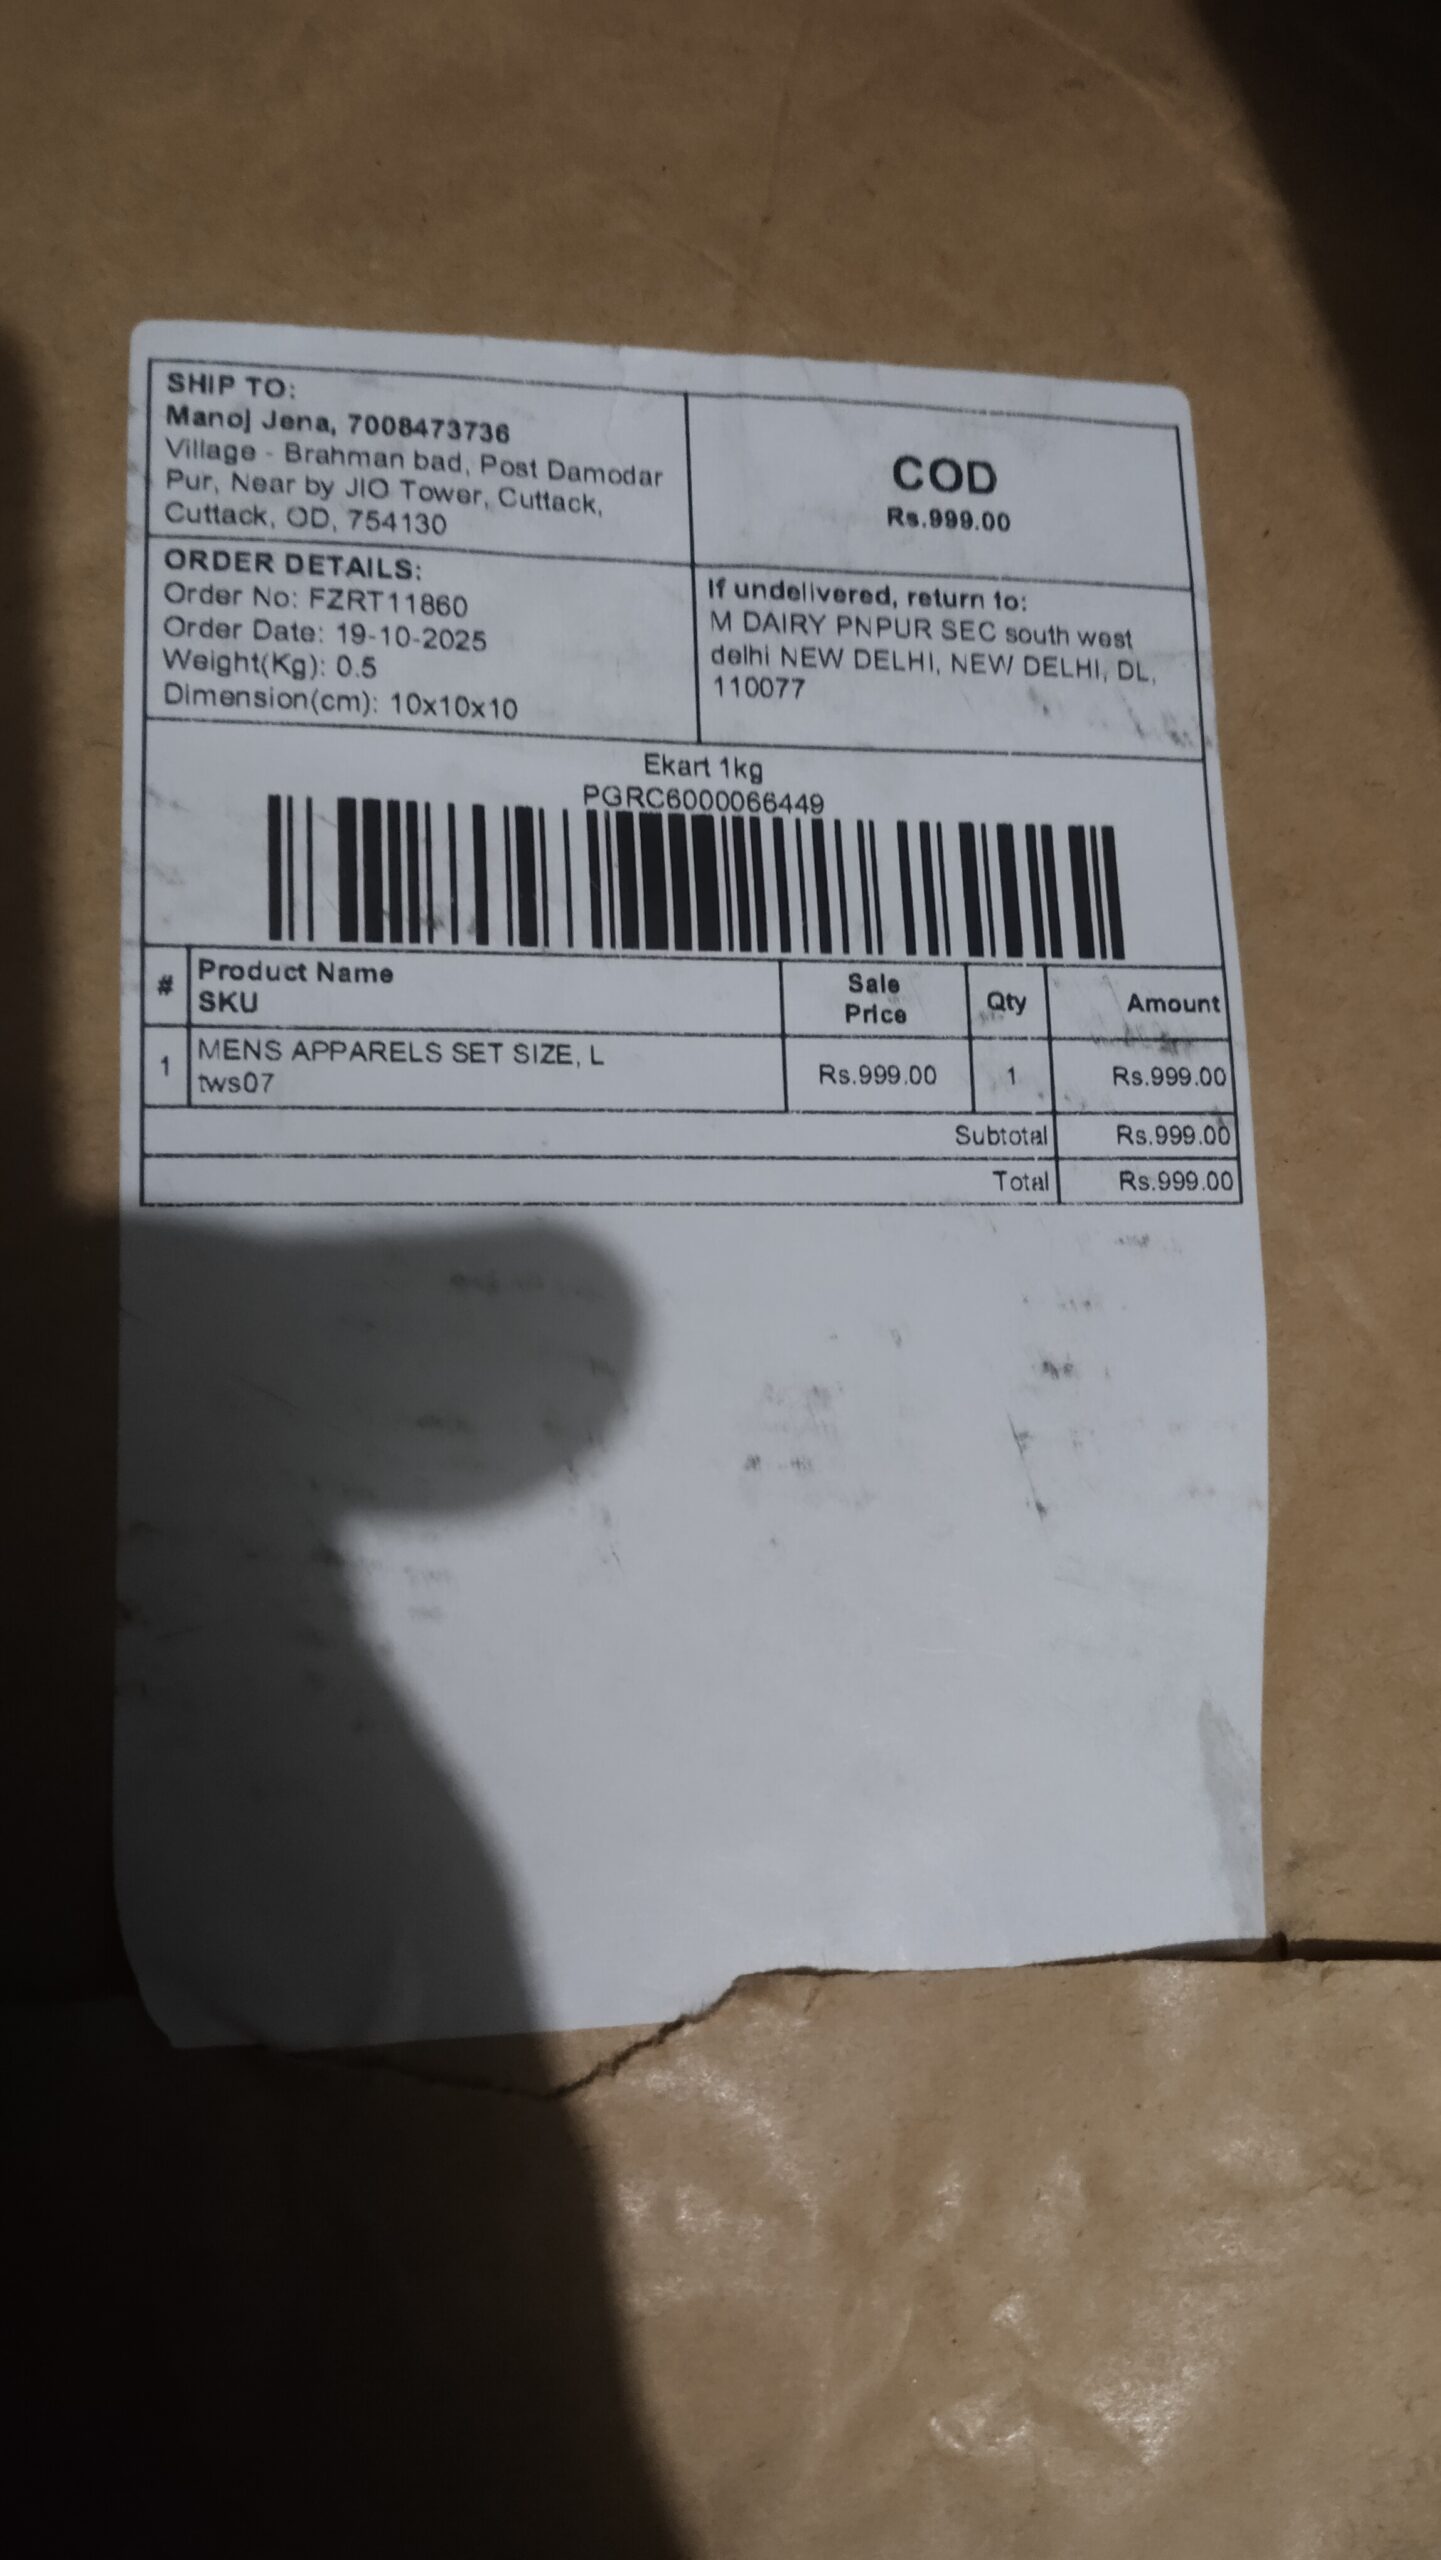 SHIP TO:
Manoj Jena, 7008473736
Village - Brahman bad, Post Damodar
Pur, Near by JIO Tower, Cuttack,
Cuttack, OD, 754130
COD
Rs.999.00
ORDER DETAILS:
Order No: FZRT11860
Order Date: 19-10-2025
Weight(Kg): 0.5
Dimension(cm): 10x10x10
If undelivered, return to:
M DAIRY PNPUR SEC south west
delhi NEW DELHI, NEW DELHI, DL,
110077
Ekart 1kg
PGRC6000066449
# Product Name SKU Sale Price Qty Amount
1 MENS APPARELS SET SIZE, L tws07 Rs.999.00 1 Rs.999.00
Subtotal Rs.999.00
Total Rs.999.00